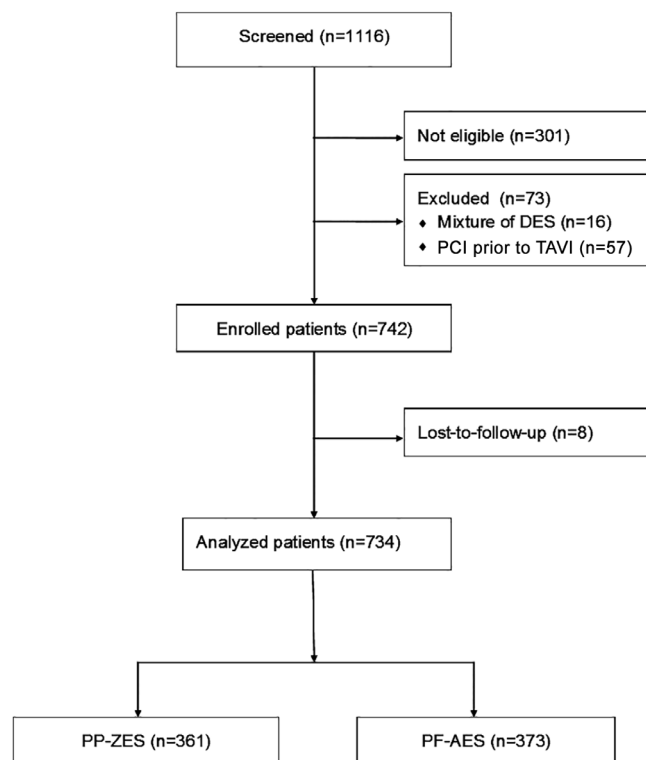 Screened (n=1116)
Not eligible (n=301)
Excluded (n=73)
♦ Mixture of DES (n=16)
♦ PCI prior to TAVI (n=57)
Enrolled patients (n=742)
Lost-to-follow-up (n=8)
Analyzed patients (n=734)
PP-ZES (n=361)
PF-AES (n=373)